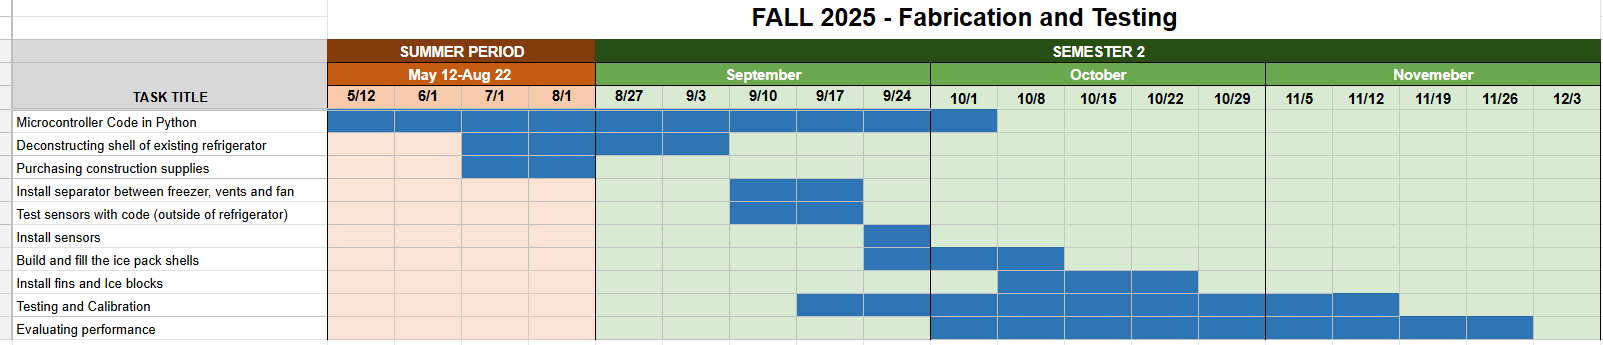 FALL 2025 - Fabrication and Testing
SUMMER PERIOD SEMESTER 2
May 12-Aug 22 September October Novemeber
TASK TITLE 5/12 6/1 7/1 8/1 8/27 9/3 9/10 9/17 9/24 10/1 10/8 10/15 10/22 10/29 11/5 11/12 11/19 11/26 12/3
Microcontroller Code in Python
Deconstructing shell of existing refrigerator
Purchasing construction supplies
Install separator between freezer, vents and fan
Test sensors with code (outside of refrigerator)
Install sensors
Build and fill the ice pack shells
Install fins and Ice blocks
Testing and Calibration
Evaluating performance